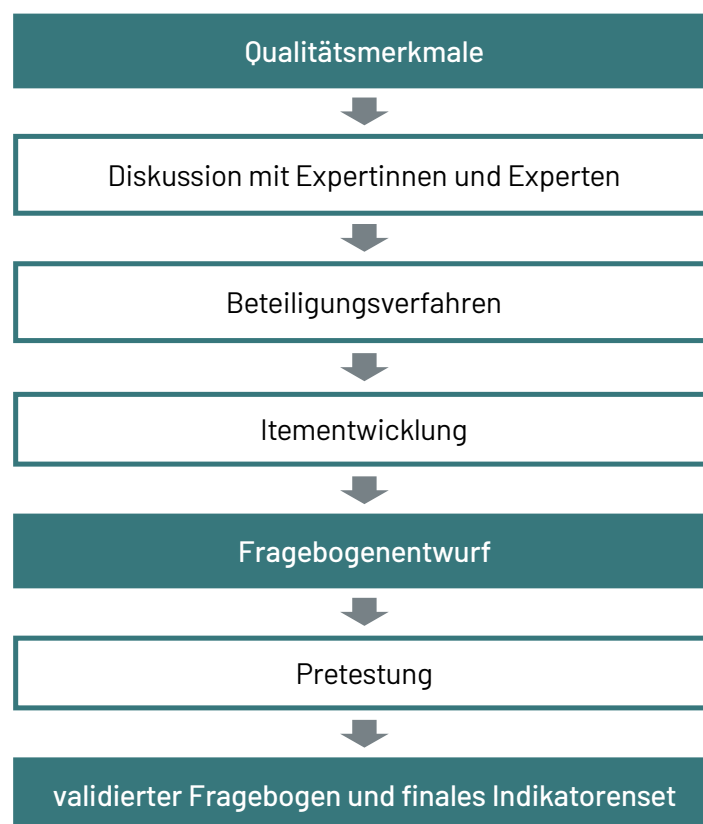 Qualitätsmerkmale
Diskussion mit Expertinnen und Experten
Beteiligungsverfahren
Itementwicklung
Fragebogenentwurf
Pretestung
validierter Fragebogen und finales Indikatorenset